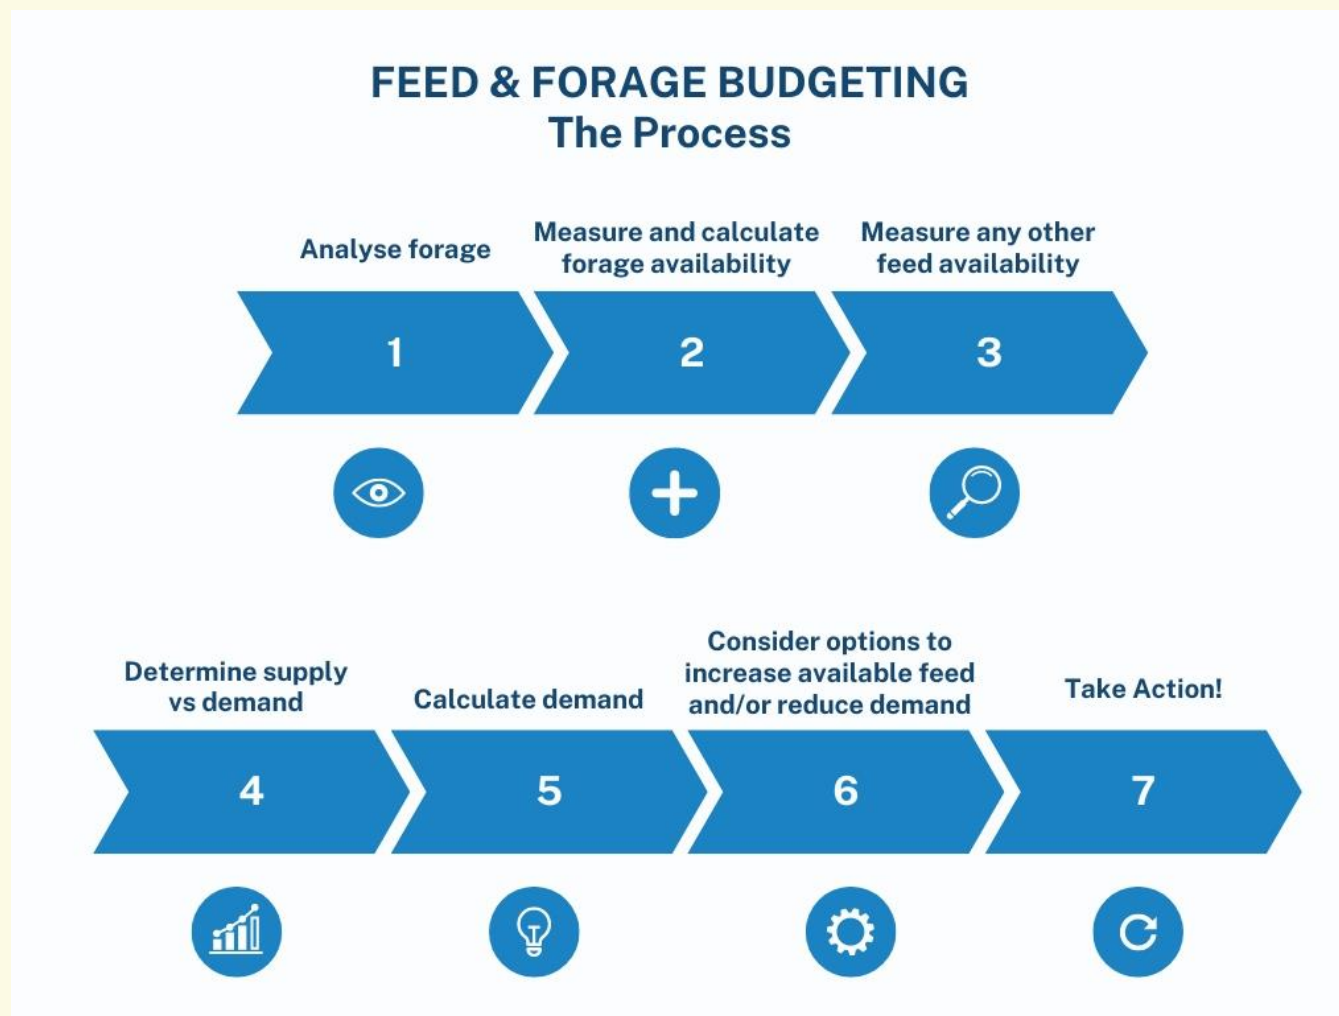 FEED & FORAGE BUDGETING
The Process
Analyse forage
Measure and calculate
forage availability
Measure any other
feed availability
1
2
3
Determine supply
vs demand
Calculate demand
Consider options to
increase available feed
and/or reduce demand
Take Action!
4
5
6
7